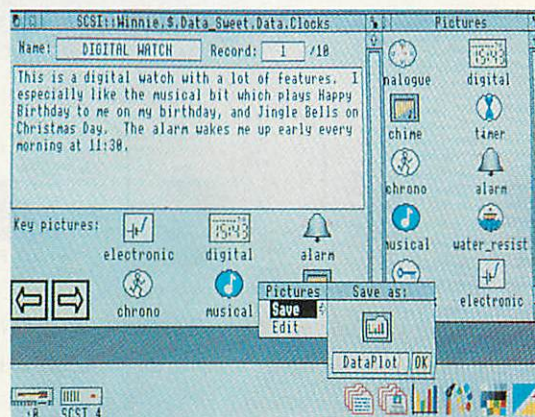 SCSI::Winnie.$.Data_Sweet.Data.Clocks
Name: DIGITAL WATCH Record: 1 /10
This is a digital watch with a lot of features. I
especially like the musical bit which plays Happy
Birthday to me on my birthday, and Jingle Bells on
Christmas Day. The alarm wakes me up early every
morning at 11:30.
Key pictures:
electronic digital alarm
chrono musical
Pictures
nalogue digital
chime timer
chrono alarm
musical water_resist
electronic
Pictures
Save
Edit
Save as:
DataPlot OK
:0 SCSI 4